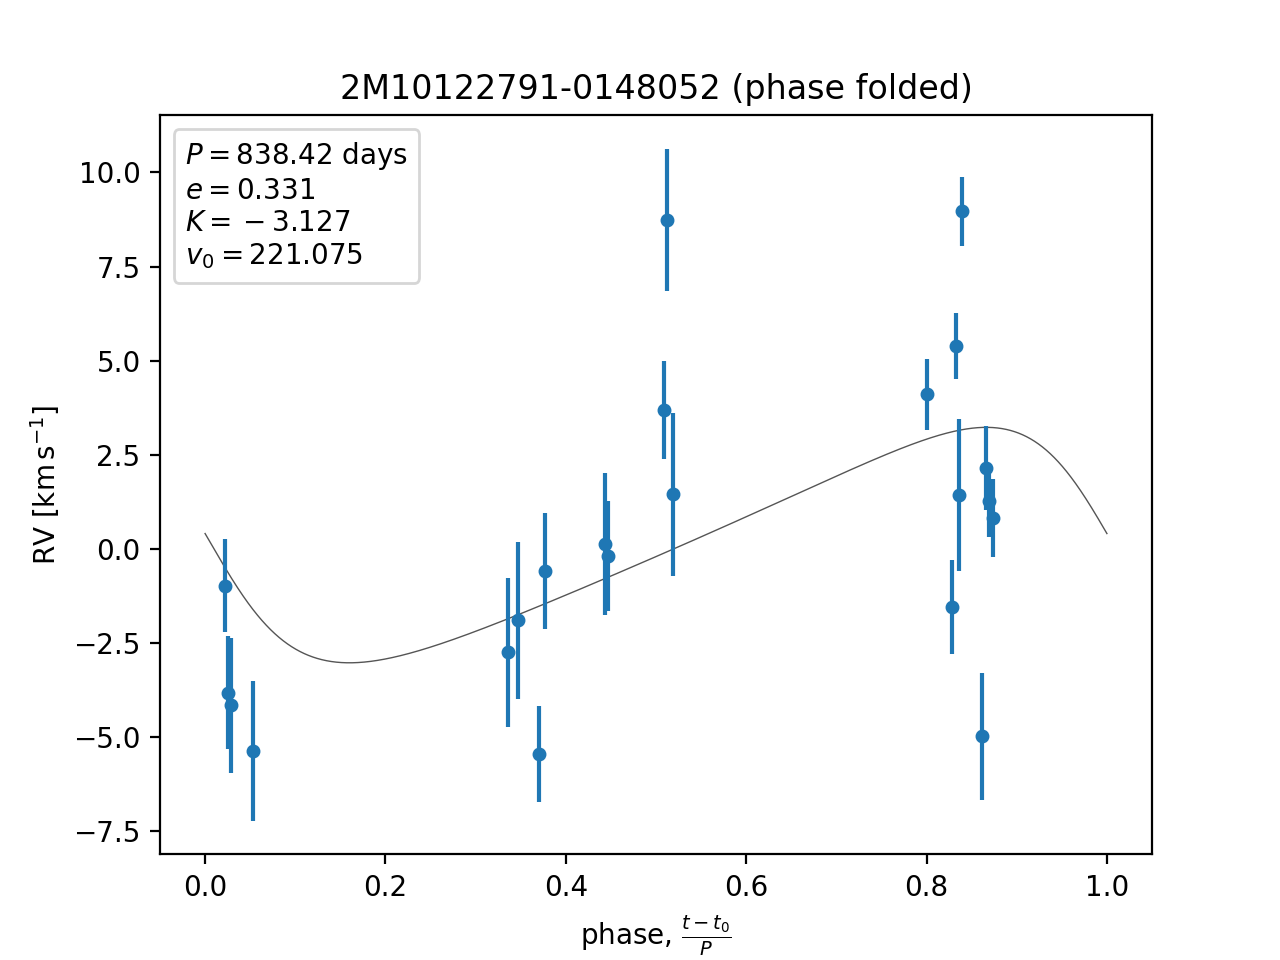 2M10122791-0148052 (phase folded)
P = 838.42 days
e = 0.331
K = −3.127
v₀ = 221.075
10.0
7.5
5.0
2.5
0.0
−2.5
−5.0
−7.5
RV [km s⁻¹]
0.0 0.2 0.4 0.6 0.8 1.0
phase, (t − t₀)/P